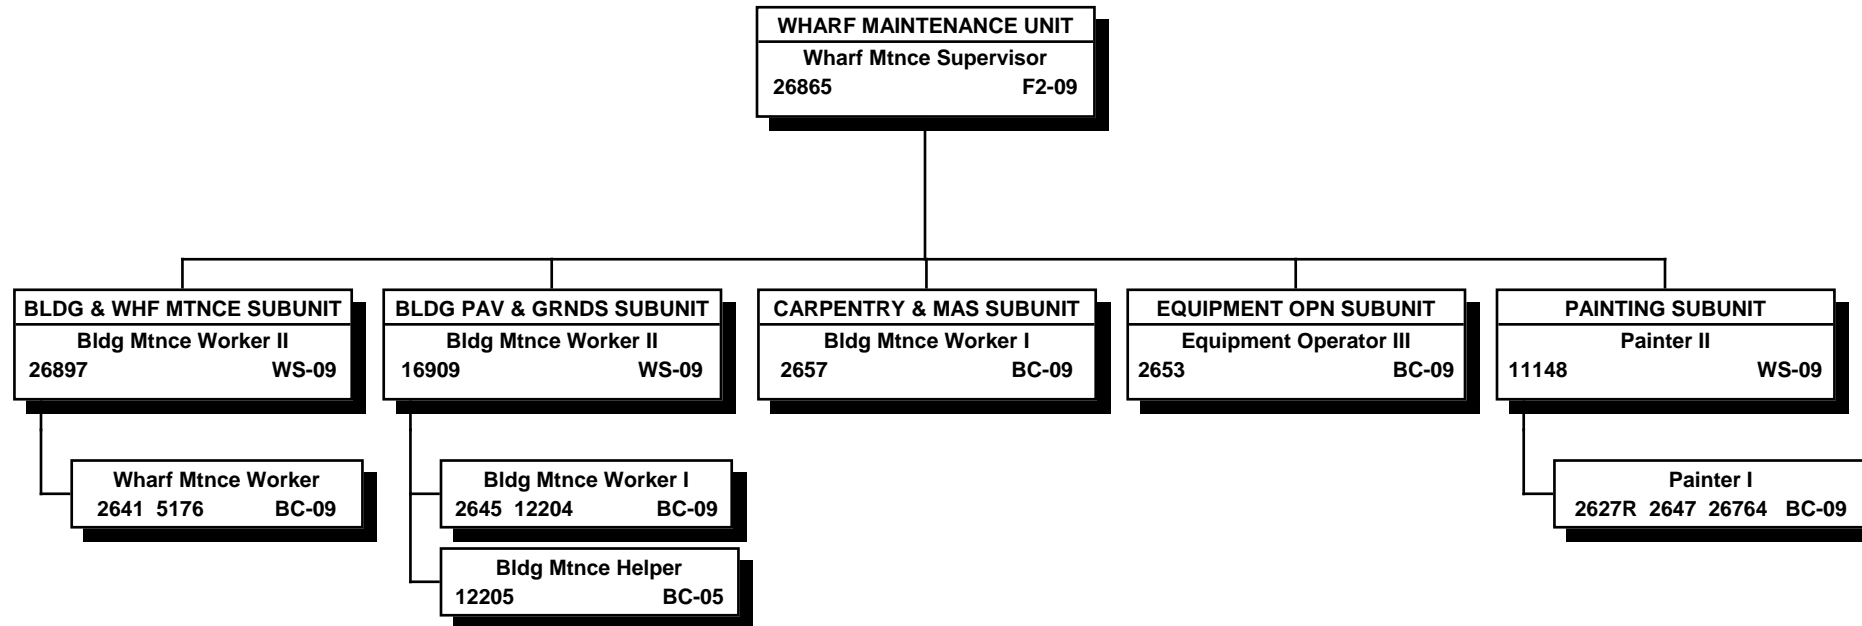 WHARF MAINTENANCE UNIT
Wharf Mtnce Supervisor
26865 F2-09
BLDG & WHF MTNCE SUBUNIT
Bldg Mtnce Worker II
26897 WS-09
Wharf Mtnce Worker
2641 5176 BC-09
BLDG PAV & GRNDS SUBUNIT
Bldg Mtnce Worker II
16909 WS-09
Bldg Mtnce Worker I
2645 12204 BC-09
Bldg Mtnce Helper
12205 BC-05
CARPENTRY & MAS SUBUNIT
Bldg Mtnce Worker I
2657 BC-09
EQUIPMENT OPN SUBUNIT
Equipment Operator III
2653 BC-09
PAINTING SUBUNIT
Painter II
11148 WS-09
Painter I
2627R 2647 26764 BC-09